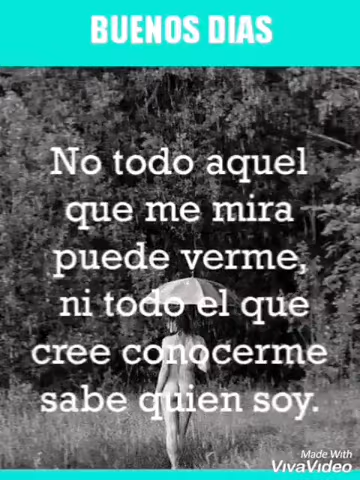 BUENOS DIAS
No todo aquel
que me mira
puede verme,
ni todo el que
cree conocerme
sabe quien soy.
Made With
VivaVideo